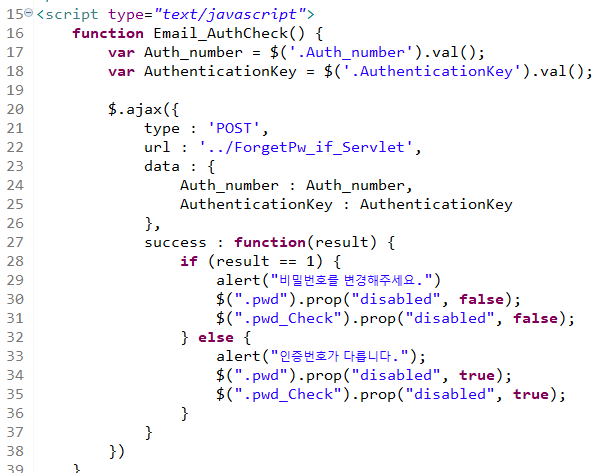 15 <script type="text/javascript">
16     function Email_AuthCheck() {
17         var Auth_number = $('.Auth_number').val();
18         var AuthenticationKey = $('.AuthenticationKey').val();
19
20         $.ajax({
21             type : 'POST',
22             url : '../ForgetPw_if_Servlet',
23             data : {
24                 Auth_number : Auth_number,
25                 AuthenticationKey : AuthenticationKey
26             },
27             success : function(result) {
28                 if (result == 1) {
29                     alert("비밀번호를 변경해주세요.")
30                     $(".pwd").prop("disabled", false);
31                     $(".pwd_Check").prop("disabled", false);
32                 } else {
33                     alert("인증번호가 다릅니다.");
34                     $(".pwd").prop("disabled", true);
35                     $(".pwd_Check").prop("disabled", true);
36                 }
37             }
38         })
39     }